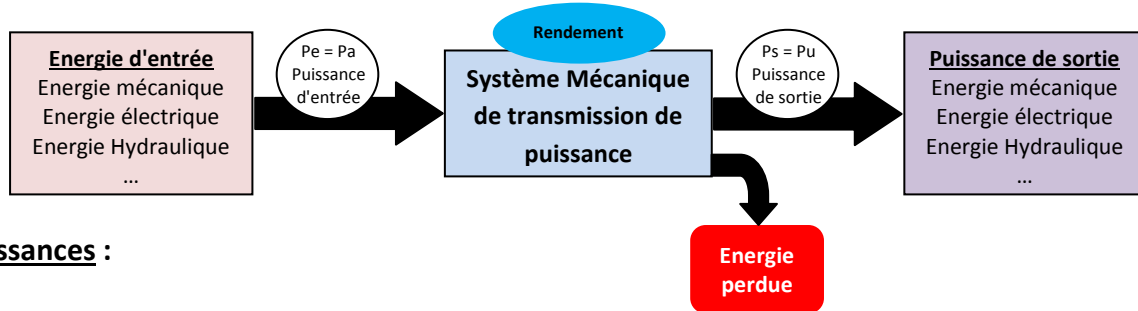 Energie d'entrée
Energie mécanique
Energie électrique
Energie Hydraulique
...
Pe = Pa
Puissance
d'entrée
Rendement
Système Mécanique
de transmission de
puissance
Ps = Pu
Puissance
de sortie
Puissance de sortie
Energie mécanique
Energie électrique
Energie Hydraulique
...
Energie
perdue
ssances :